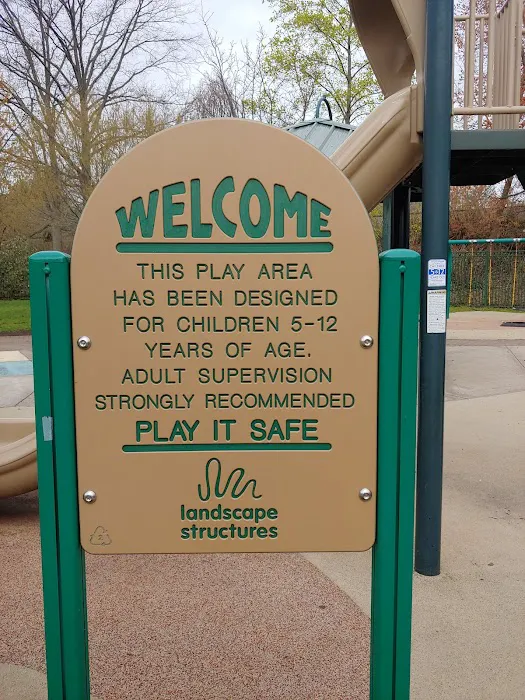 WELCOME
THIS PLAY AREA
HAS BEEN DESIGNED
FOR CHILDREN 5-12
YEARS OF AGE.
ADULT SUPERVISION
STRONGLY RECOMMENDED
PLAY IT SAFE
landscape
structures